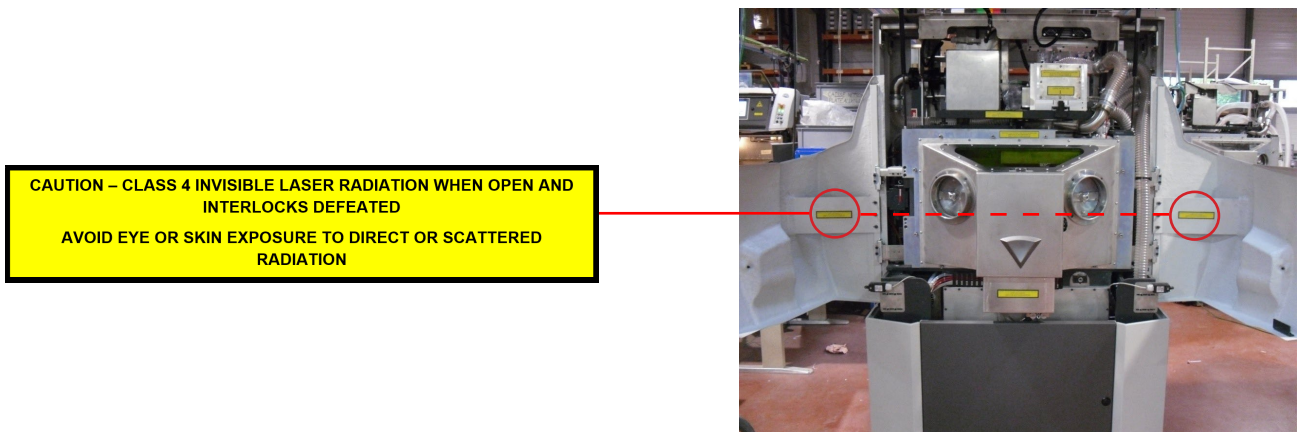 CAUTION – CLASS 4 INVISIBLE LASER RADIATION WHEN OPEN AND
INTERLOCKS DEFEATED
AVOID EYE OR SKIN EXPOSURE TO DIRECT OR SCATTERED
RADIATION